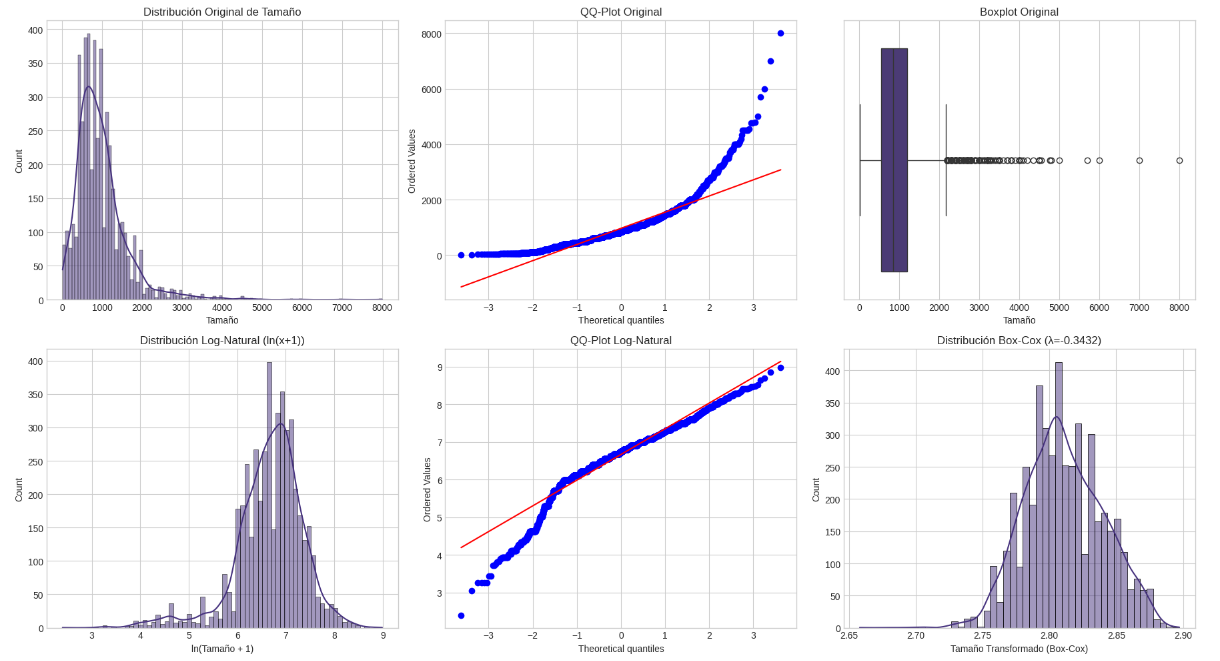 Distribución Original de Tamaño
Count
400
350
300
250
200
150
100
50
0
0 1000 2000 3000 4000 5000 6000 7000 8000
Tamaño
QQ-Plot Original
Ordered Values
8000
6000
4000
2000
0
−3 −2 −1 0 1 2 3
Theoretical quantiles
Boxplot Original
0 1000 2000 3000 4000 5000 6000 7000 8000
Tamaño
Distribución Log-Natural (ln(x+1))
Count
400
350
300
250
200
150
100
50
0
3 4 5 6 7 8 9
ln(Tamaño + 1)
QQ-Plot Log-Natural
Ordered Values
9
8
7
6
5
4
3
−3 −2 −1 0 1 2 3
Theoretical quantiles
Distribución Box-Cox (λ=-0.3432)
Count
400
350
300
250
200
150
100
50
0
2.65 2.70 2.75 2.80 2.85 2.90
Tamaño Transformado (Box-Cox)